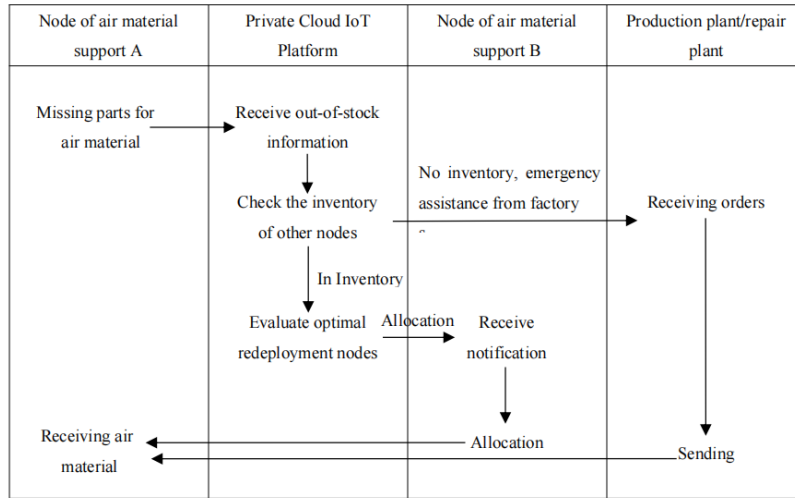 Node of air material
support A
Private Cloud IoT
Platform
Node of air material
support B
Production plant/repair
plant
Missing parts for
air material
Receive out-of-stock
information
No inventory, emergency
assistance from factory
Check the inventory
of other nodes
Receiving orders
In Inventory
Evaluate optimal
redeployment nodes
Allocation
Receive
notification
Receiving air
material
Allocation
Sending